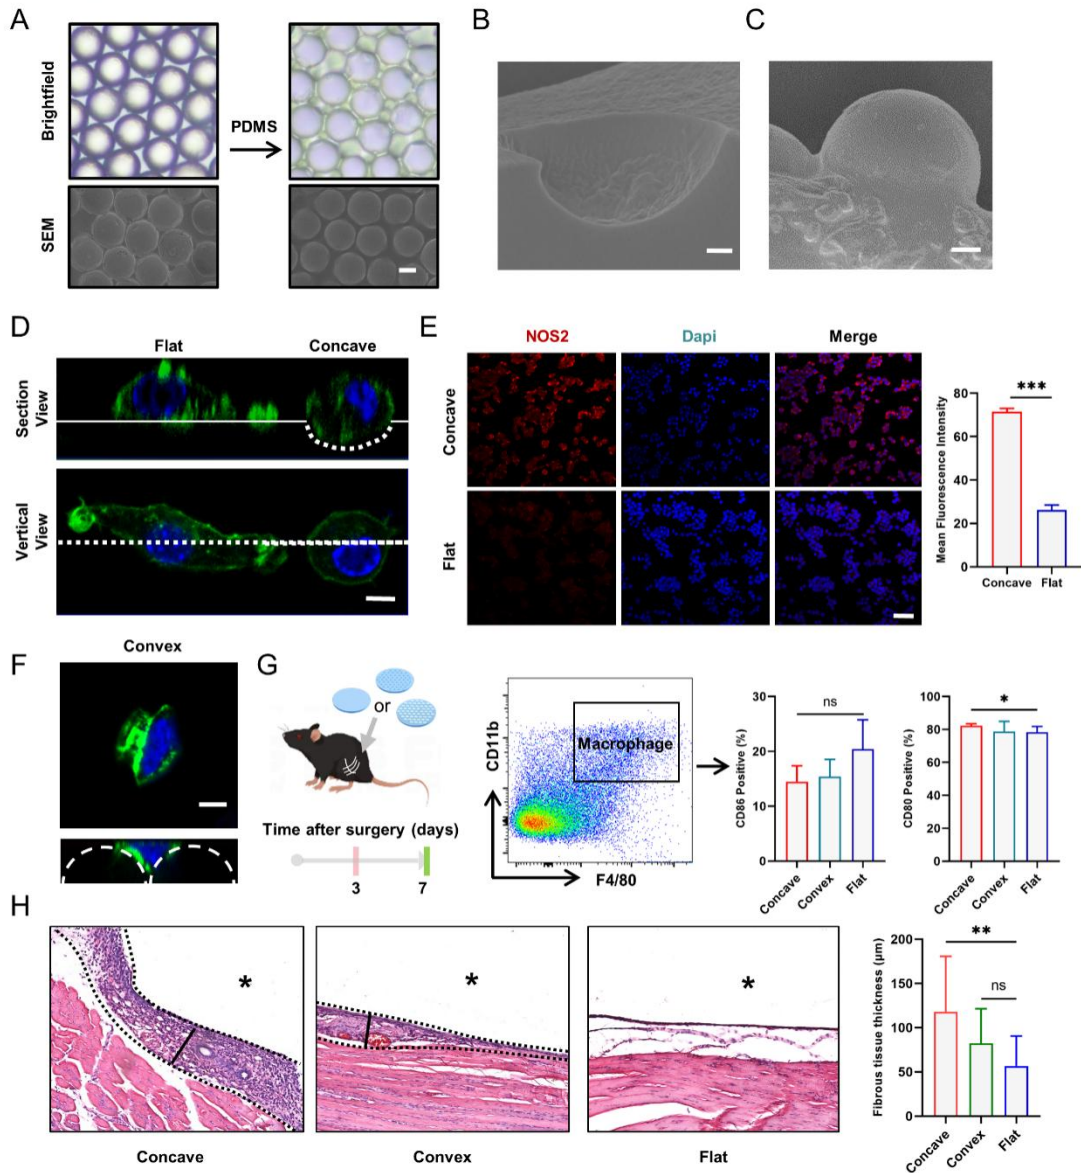 A
Brightfield
SEM
PDMS
B
C
D
Flat
Concave
Section
View
Vertical
View
E
NOS2
Dapi
Merge
Concave
Flat
Mean Fluorescence Intensity
80
60
40
20
0
***
Concave
Flat
F
Convex
G
or
Time after surgery (days)
3
7
CD11b
Macrophage
F4/80
CD86 Positive (%)
30
20
10
0
ns
Concave
Convex
Flat
CD80 Positive (%)
100
80
60
40
20
0
*
Concave
Convex
Flat
H
*
*
*
Concave
Convex
Flat
Fibrous tissue thickness (μm)
200
150
100
50
0
**
ns
Concave
Convex
Flat